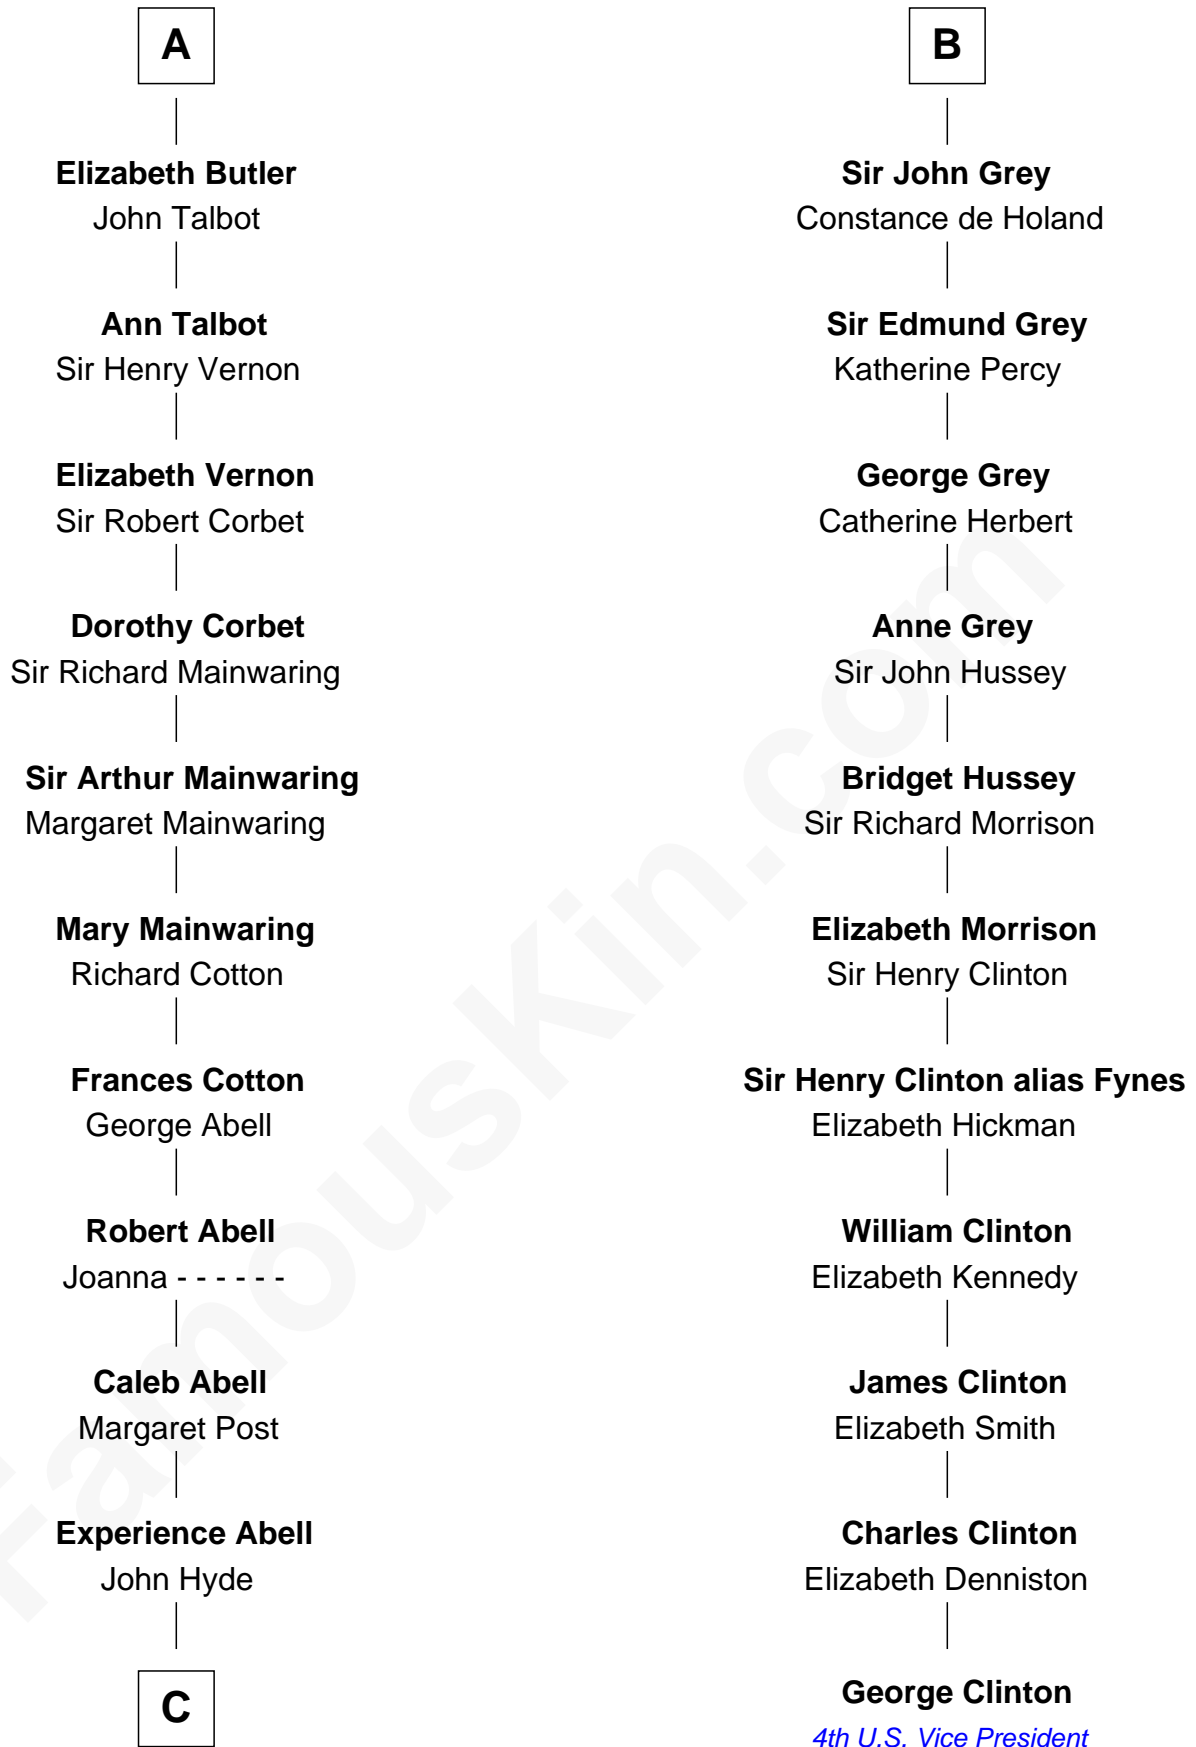 A
Elizabeth Butler
John Talbot
Ann Talbot
Sir Henry Vernon
Elizabeth Vernon
Sir Robert Corbet
Dorothy Corbet
Sir Richard Mainwaring
Sir Arthur Mainwaring
Margaret Mainwaring
Mary Mainwaring
Richard Cotton
Frances Cotton
George Abell
Robert Abell
Joanna - - - - - -
Caleb Abell
Margaret Post
Experience Abell
John Hyde
C
B
Sir John Grey
Constance de Holand
Sir Edmund Grey
Katherine Percy
George Grey
Catherine Herbert
Anne Grey
Sir John Hussey
Bridget Hussey
Sir Richard Morrison
Elizabeth Morrison
Sir Henry Clinton
Sir Henry Clinton alias Fynes
Elizabeth Hickman
William Clinton
Elizabeth Kennedy
James Clinton
Elizabeth Smith
Charles Clinton
Elizabeth Denniston
George Clinton
4th U.S. Vice President
FamousKin.com